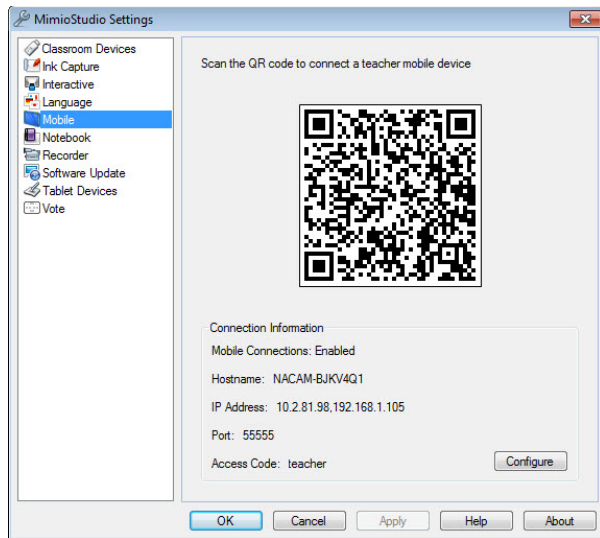 MimioStudio Settings
Classroom Devices
Ink Capture
Interactive
Language
Mobile
Notebook
Recorder
Software Update
Tablet Devices
Vote
Scan the QR code to connect a teacher mobile device
Connection Information
Mobile Connections: Enabled
Hostname: NACAM-BJKV4Q1
IP Address: 10.2.81.98,192.168.1.105
Port: 55555
Access Code: teacher
Configure
OK Cancel Apply Help About